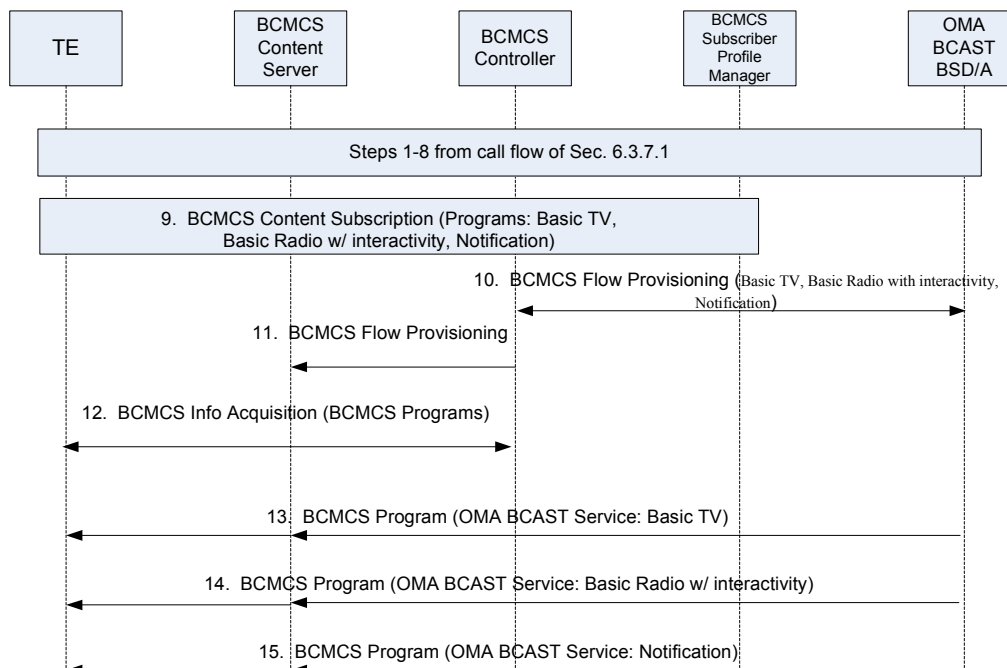 TE
BCMCS
Content
Server
BCMCS
Controller
BCMCS
Subscriber
Profile
Manager
OMA
BCAST
BSD/A
Steps 1-8 from call flow of Sec. 6.3.7.1
9. BCMCS Content Subscription (Programs: Basic TV,
Basic Radio w/ interactivity, Notification)
10. BCMCS Flow Provisioning (Basic TV, Basic Radio with interactivity,
Notification)
11. BCMCS Flow Provisioning
12. BCMCS Info Acquisition (BCMCS Programs)
13. BCMCS Program (OMA BCAST Service: Basic TV)
14. BCMCS Program (OMA BCAST Service: Basic Radio w/ interactivity)
15. BCMCS Program (OMA BCAST Service: Notification)